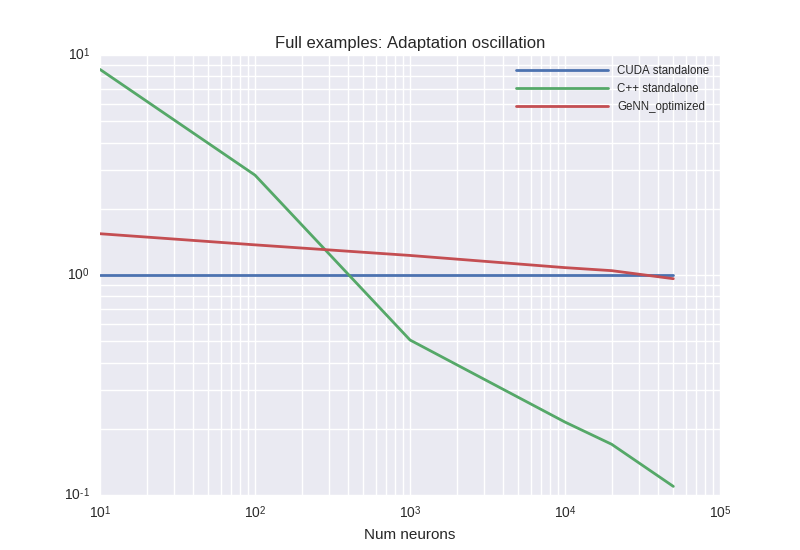 Full examples: Adaptation oscillation
CUDA standalone
C++ standalone
GeNN_optimized
10¹
10⁰
10⁻¹
10¹ 10² 10³ 10⁴ 10⁵
Num neurons